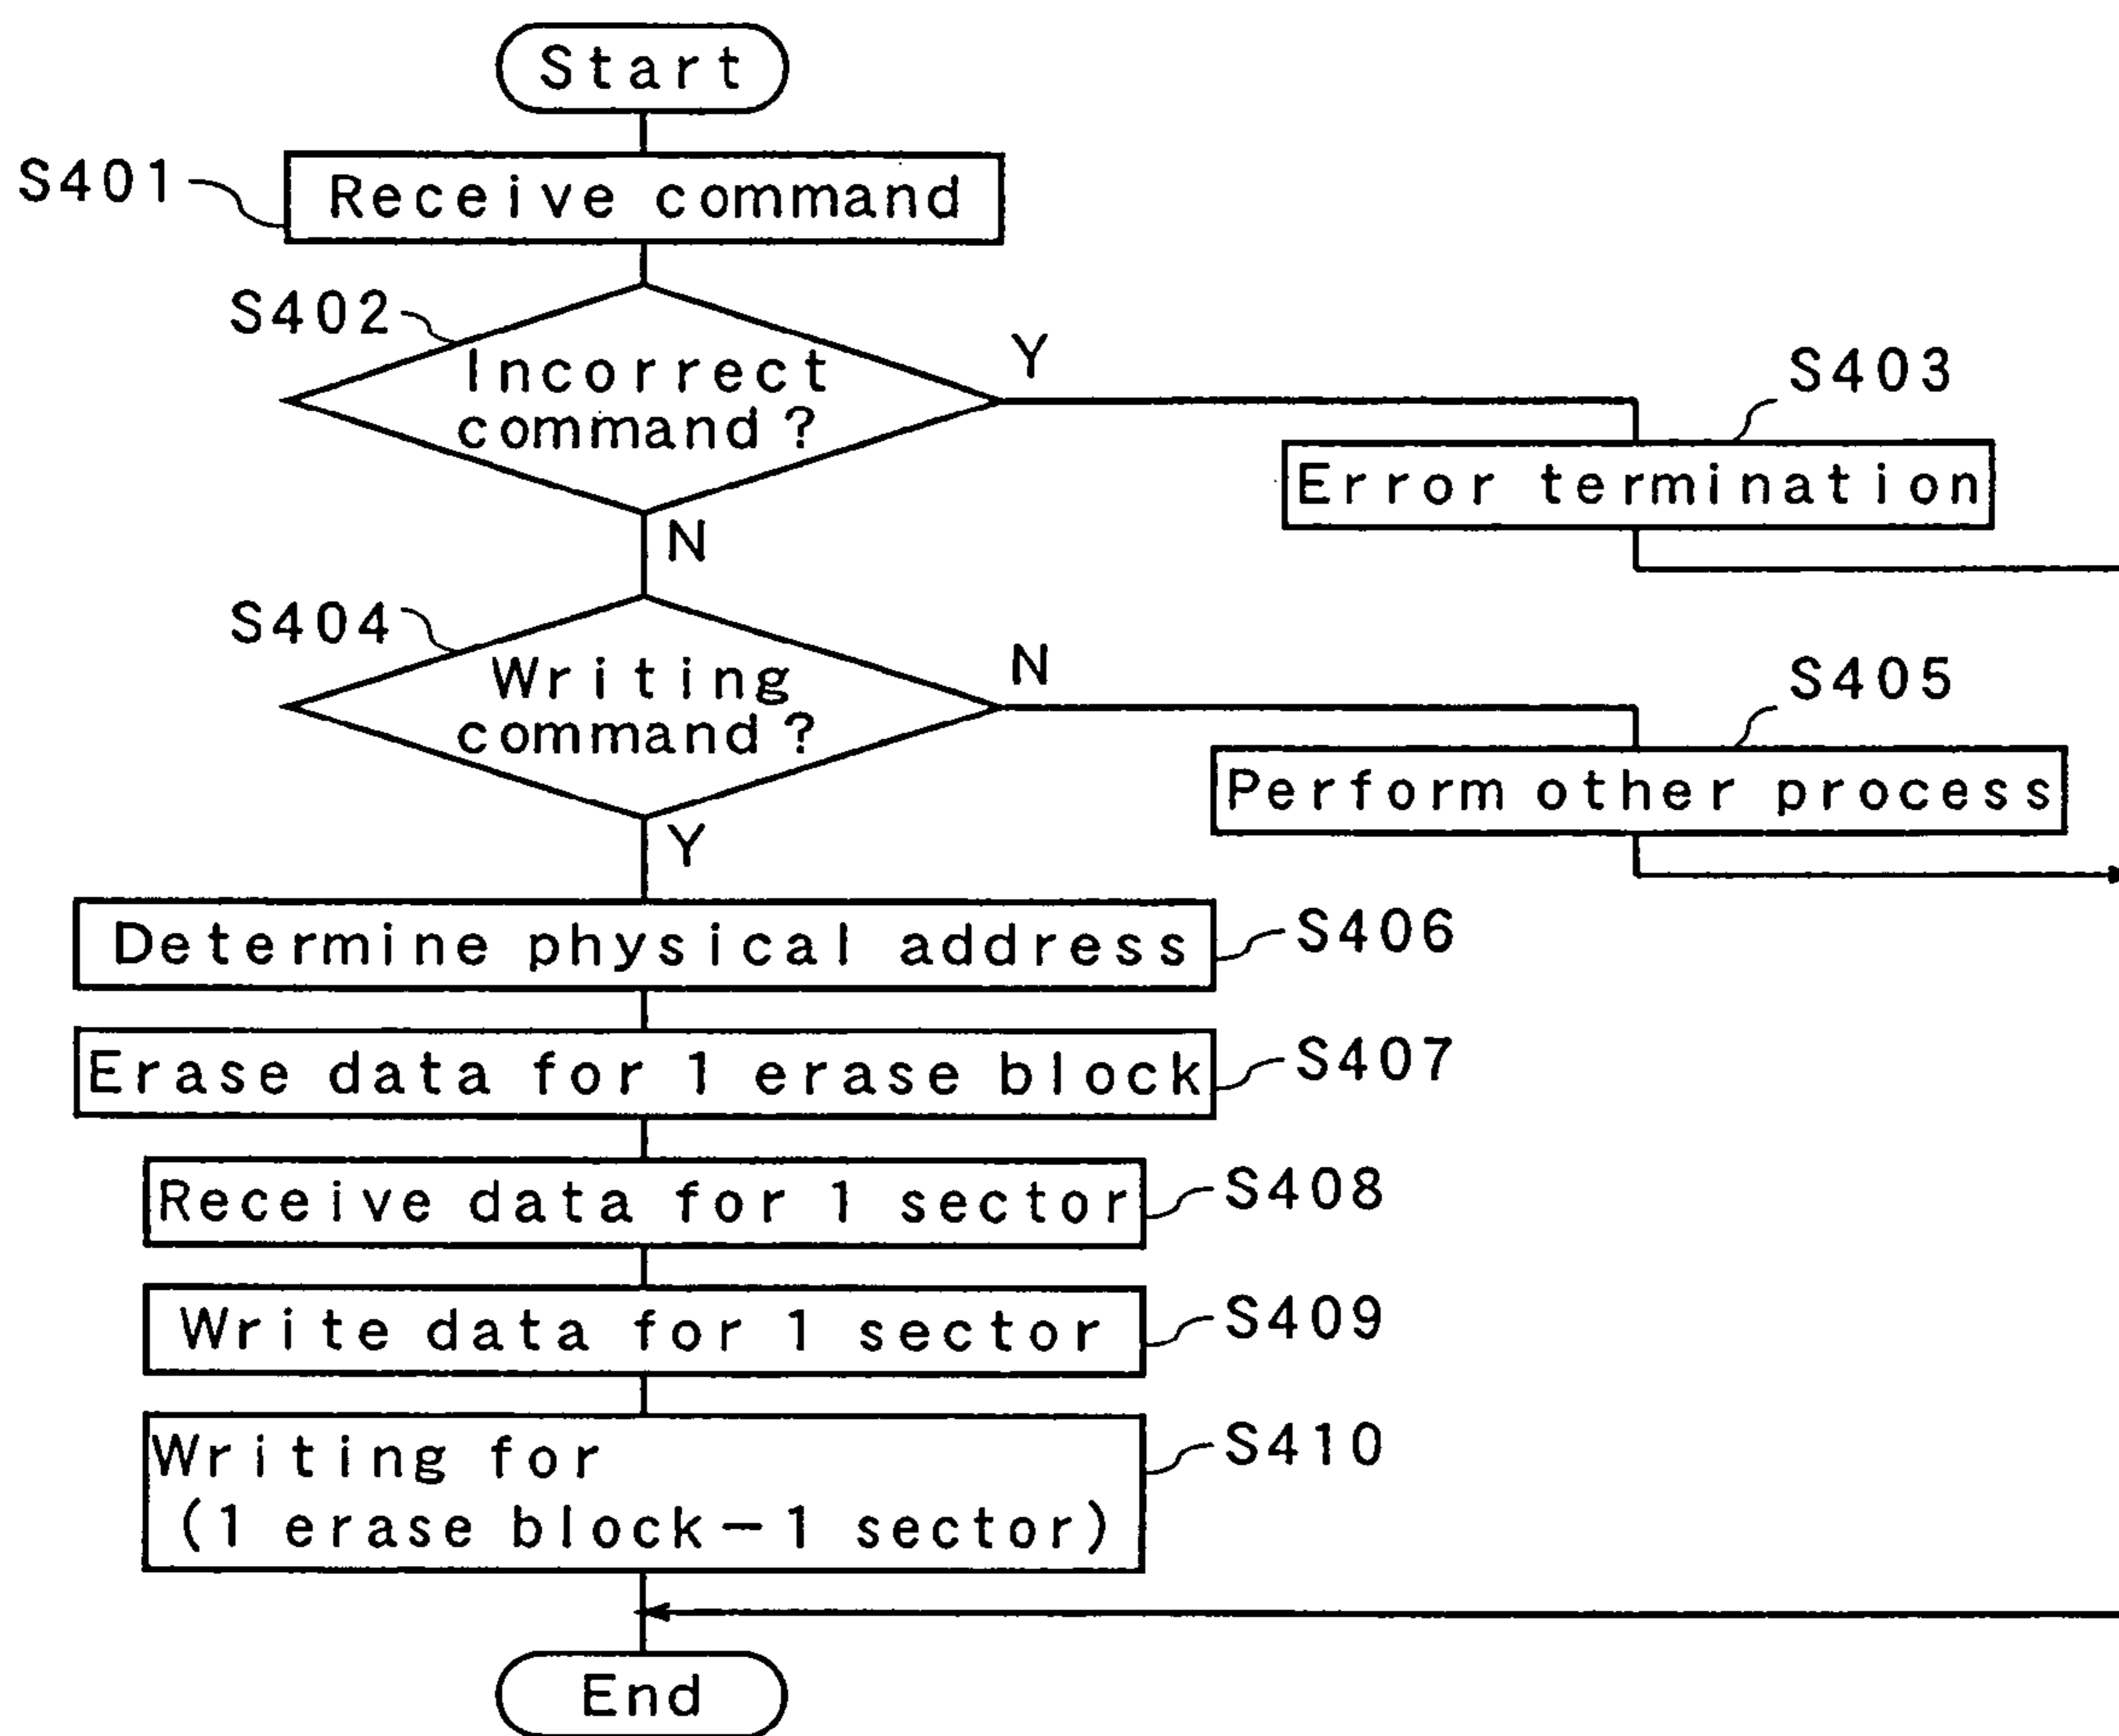 Start
S401
Receive command
S402
Incorrect
command?
Y
N
S403
Error termination
S404
Writing
command?
N
Y
S405
Perform other process
Determine physical address
S406
Erase data for 1 erase block
S407
Receive data for 1 sector
S408
Write data for 1 sector
S409
Writing for
(1 erase block−1 sector)
S410
End